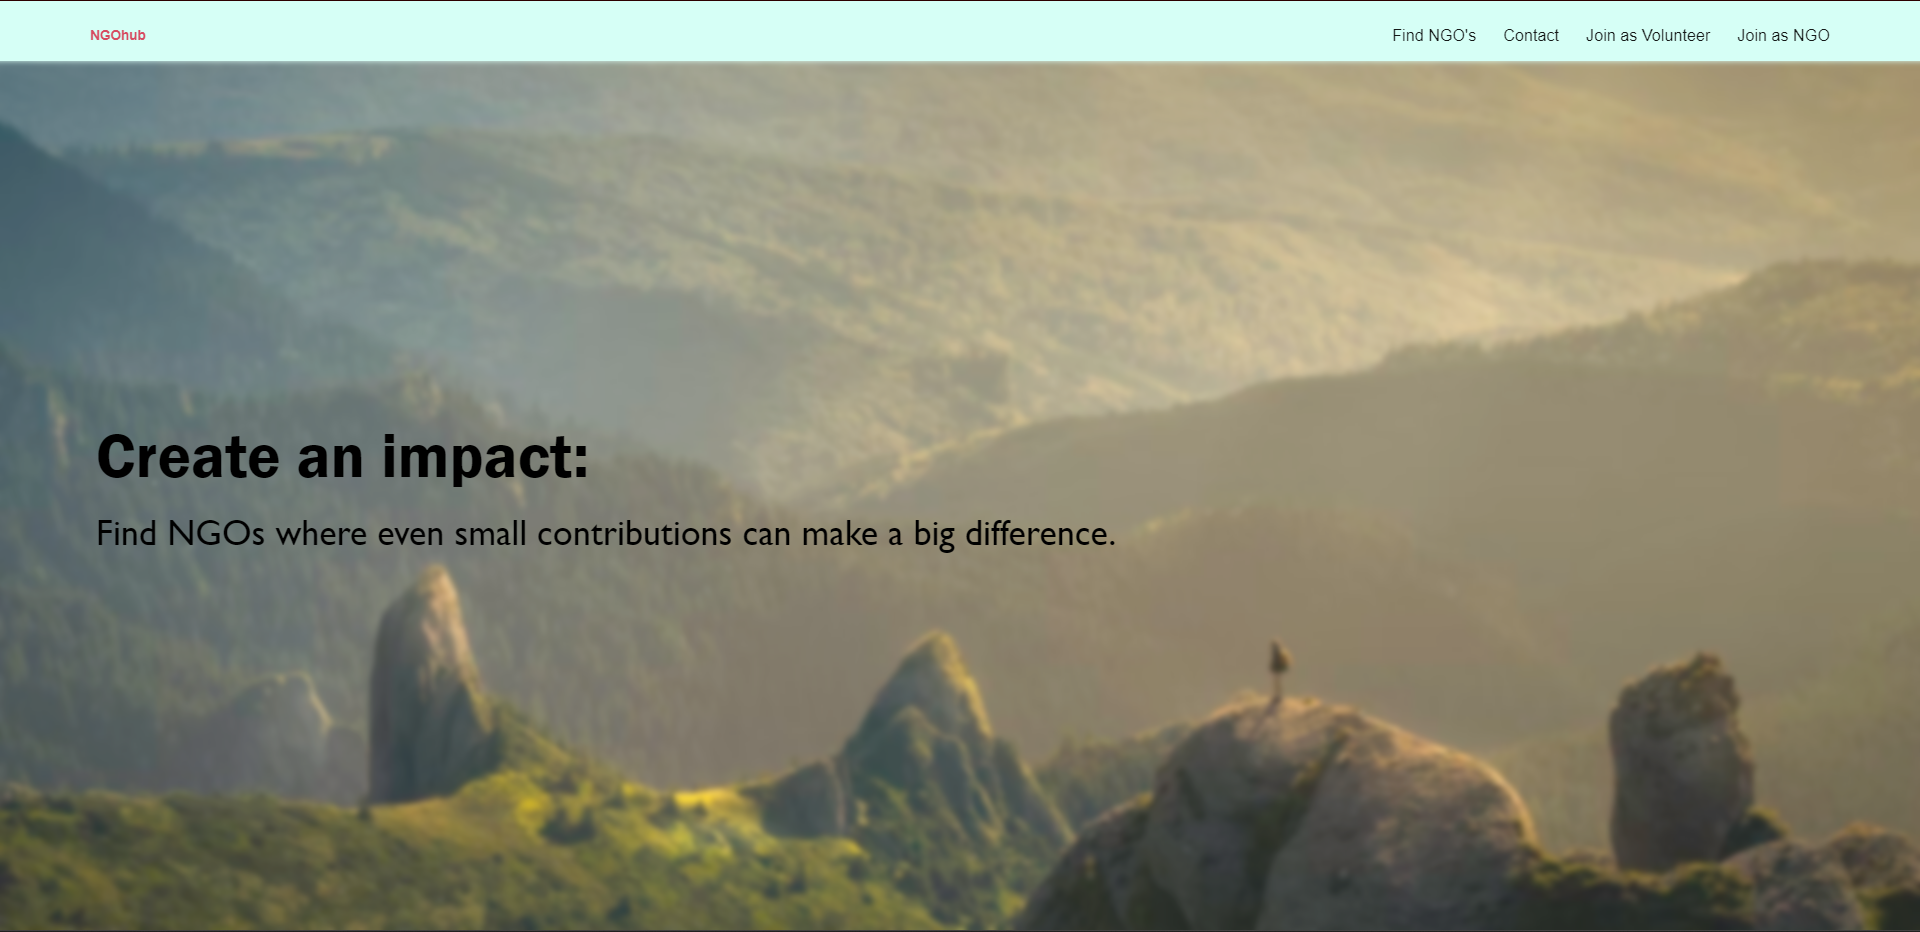 NGOhub
Find NGO's Contact Join as Volunteer Join as NGO
Create an impact:
Find NGOs where even small contributions can make a big difference.